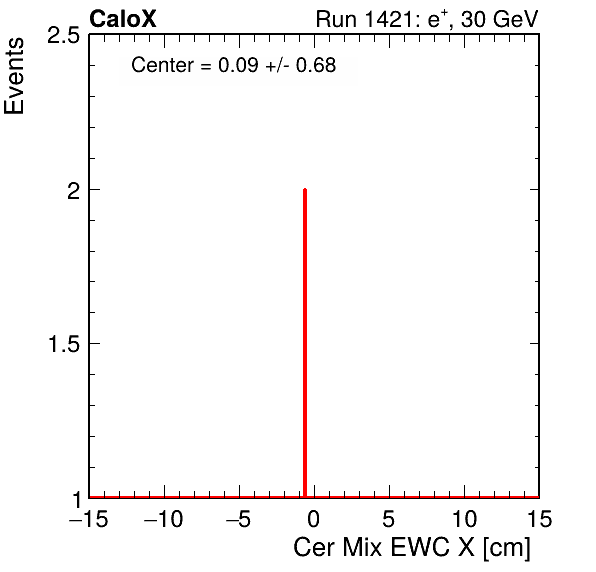 CaloX Run 1421: e⁺, 30 GeV
Center = 0.09 +/- 0.68
Events
2.5
2
1.5
1
−15 −10 −5 0 5 10 15
Cer Mix EWC X [cm]